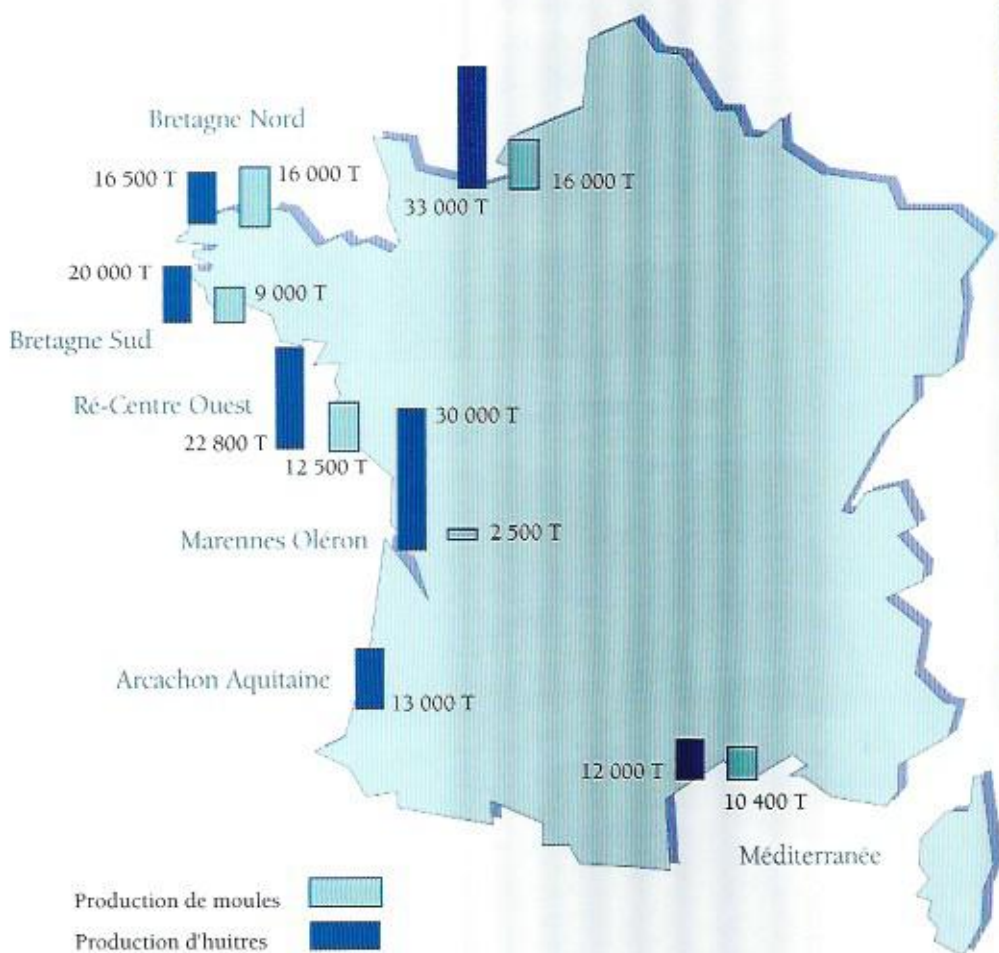 Bretagne Nord
16 500 T
16 000 T
33 000 T
16 000 T
20 000 T
9 000 T
Bretagne Sud
Ré-Centre Ouest
22 800 T
12 500 T
30 000 T
Marennes Oléron
2 500 T
Arcachon Aquitaine
13 000 T
12 000 T
10 400 T
Méditerranée
Production de moules
Production d'huitres